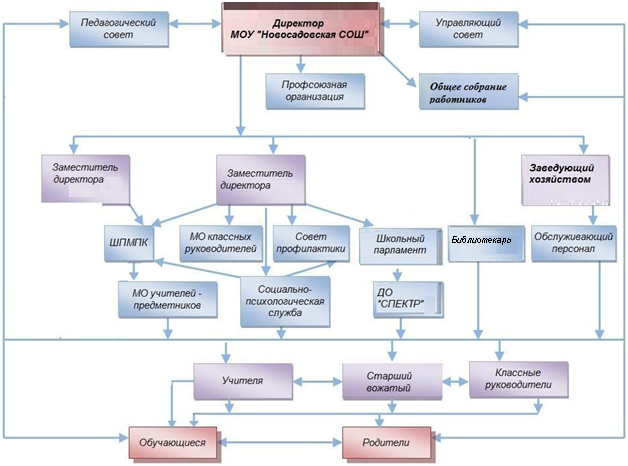 Педагогический
совет
Директор
МОУ "Новосадовская СОШ"
Управляющий
совет
Профсоюзная
организация
Общее собрание
работников
Заместитель
директора
Заместитель
директора
Заведующий
хозяйством
ШПМПК
МО классных
руководителей
Совет
профилактики
Школьный
парламент
Библиотекарь
Обслуживающий
персонал
МО учителей -
предметников
Социально-
психологическая
служба
ДО
"СПЕКТР"
Учителя
Старший
вожатый
Классные
руководители
Обучающиеся
Родители